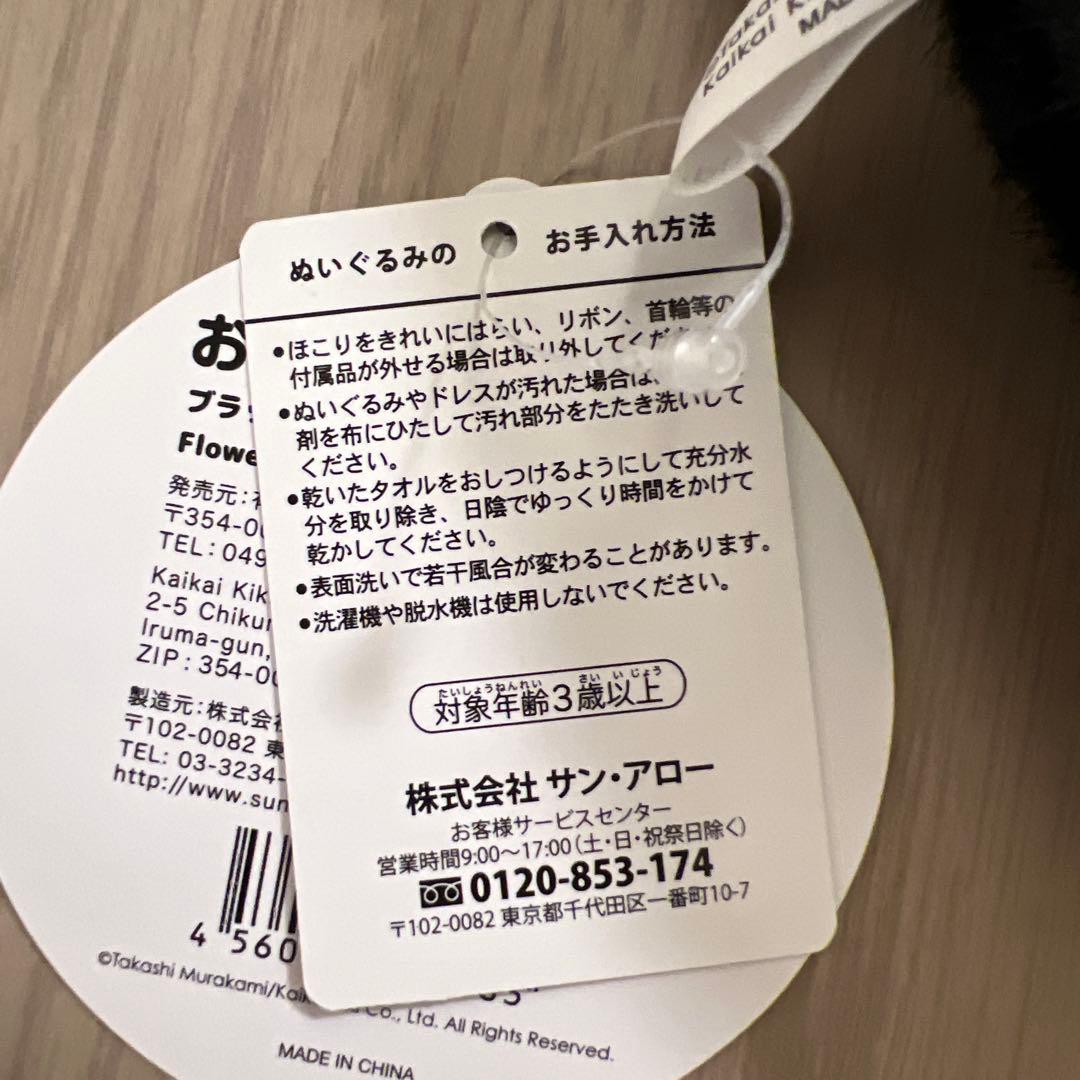 ©Takas
Kaikai K
MAD
ぬいぐるみの お手入れ方法
●ほこりをきれいにはらい、リボン、首輪等の
付属品が外せる場合は取り外してくだ
●ぬいぐるみやドレスが汚れた場合は、
剤を布にひたして汚れ部分をたたき洗いして
ください。
●乾いたタオルをおしつけるようにして充分水
分を取り除き、日陰でゆっくり時間をかけて
乾かしてください。
●表面洗いで若干風合が変わることがあります。
●洗濯機や脱水機は使用しないでください。
たいしょうねんれい さい いじょう
対象年齢3歳以上
株式会社 サン・アロー
お客様サービスセンター
営業時間9:00〜17:00(土・日・祝祭日除く)
0120-853-174
〒102-0082 東京都千代田区一番町10-7
お
ブラッ
Flowe
発売元:
〒354-00
TEL: 049
Kaikai Kik
2-5 Chikur
Iruma-gun,
ZIP: 354-00
製造元:株式会
〒102-0082 東
TEL: 03-3234-
http://www.sun
4 560
©Takashi Murakami/Kaik Co., Ltd. All Rights Reserved.
MADE IN CHINA